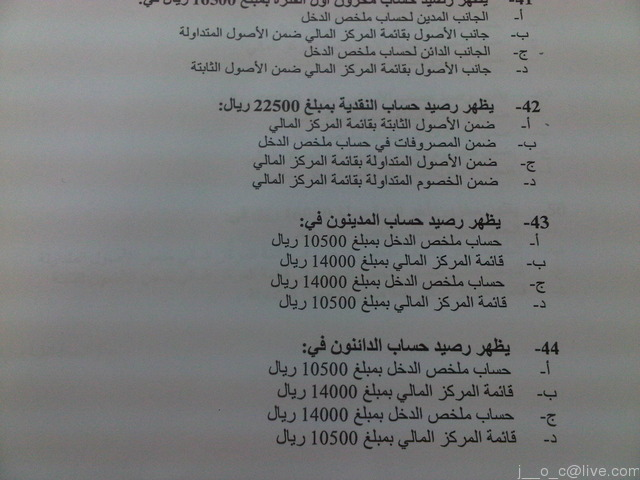 41- يظهر رصيد حساب مخزون أول الفترة بمبلغ 10300 ريال في:
أ- الجانب المدين لحساب ملخص الدخل
ب- جانب الأصول بقائمة المركز المالي ضمن الأصول المتداولة
ج- الجانب الدائن لحساب ملخص الدخل
د- جانب الأصول بقائمة المركز المالي ضمن الأصول الثابتة
42- يظهر رصيد حساب النقدية بمبلغ 22500 ريال:
أ- ضمن الأصول الثابتة بقائمة المركز المالي
ب- ضمن المصروفات في حساب ملخص الدخل
ج- ضمن الأصول المتداولة بقائمة المركز المالي
د- ضمن الخصوم المتداولة بقائمة المركز المالي
43- يظهر رصيد حساب المدينون في:
أ- حساب ملخص الدخل بمبلغ 10500 ريال
ب- قائمة المركز المالي بمبلغ 14000 ريال
ج- حساب ملخص الدخل بمبلغ 14000 ريال
د- قائمة المركز المالي بمبلغ 10500 ريال
44- يظهر رصيد حساب الدائنون في:
أ- حساب ملخص الدخل بمبلغ 10500 ريال
ب- قائمة المركز المالي بمبلغ 14000 ريال
ج- حساب ملخص الدخل بمبلغ 14000 ريال
د- قائمة المركز المالي بمبلغ 10500 ريال
j__o_c@live.com